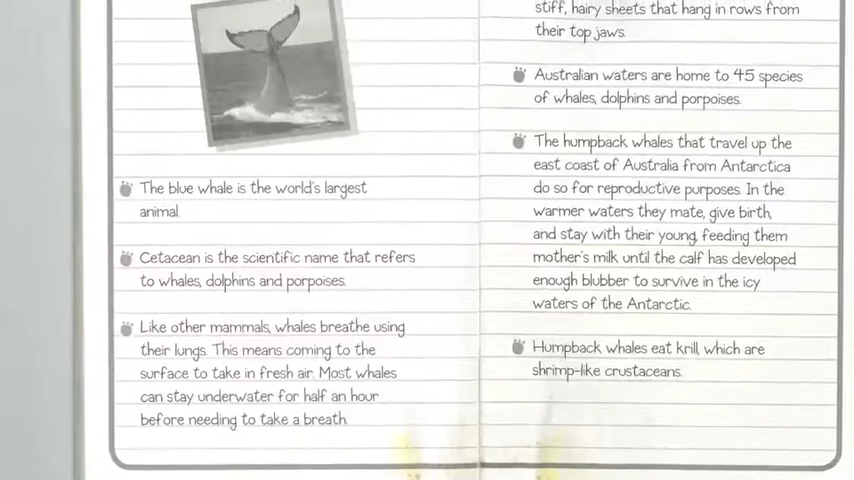 The blue whale is the world's largest
animal.
Cetacean is the scientific name that refers
to whales, dolphins and porpoises.
Like other mammals, whales breathe using
their lungs. This means coming to the
surface to take in fresh air. Most whales
can stay underwater for half an hour
before needing to take a breath.
stiff, hairy sheets that hang in rows from
their top jaws.
Australian waters are home to 45 species
of whales, dolphins and porpoises.
The humpback whales that travel up the
east coast of Australia from Antarctica
do so for reproductive purposes. In the
warmer waters they mate, give birth,
and stay with their young, feeding them
mother's milk until the calf has developed
enough blubber to survive in the icy
waters of the Antarctic.
Humpback whales eat krill, which are
shrimp-like crustaceans.